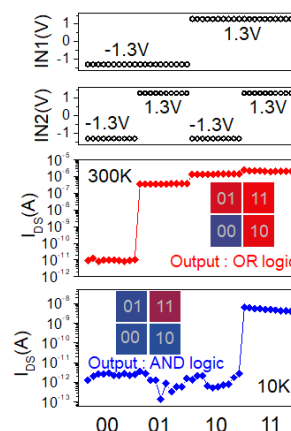 IN1(V)
1
0
-1
-1.3V
1.3V
IN2(V)
1
0
-1
-1.3V
1.3V
-1.3V
1.3V
I_DS(A)
10^-5
10^-6
10^-7
10^-8
10^-9
10^-10
10^-11
10^-12
300K
01 11
00 10
Output : OR logic
I_DS(A)
10^-8
10^-9
10^-10
10^-11
10^-12
10^-13
01 11
00 10
Output : AND logic
10K
00 01 10 11